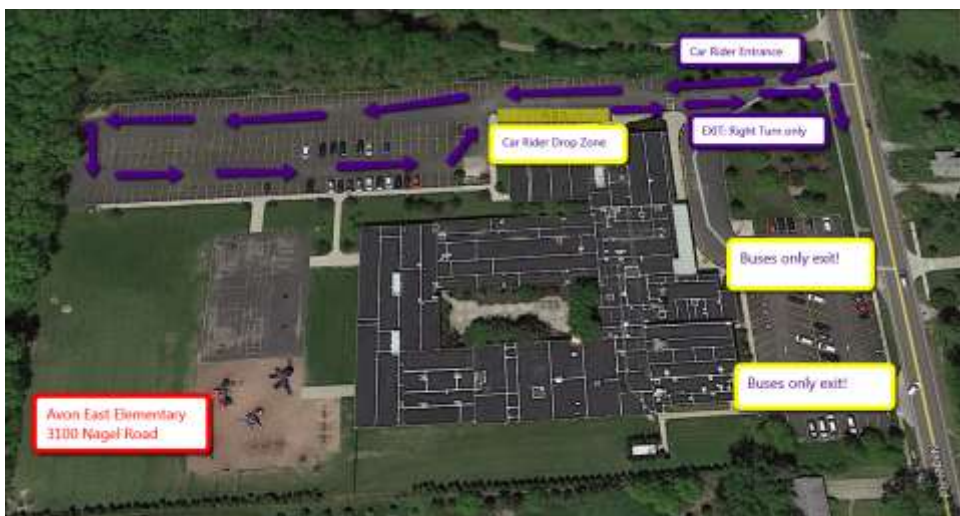 Car Rider Entrance
EXIT: Right Turn only
Car Rider Drop Zone
Buses only exit!
Buses only exit!
Avon East Elementary
3100 Nagel Road